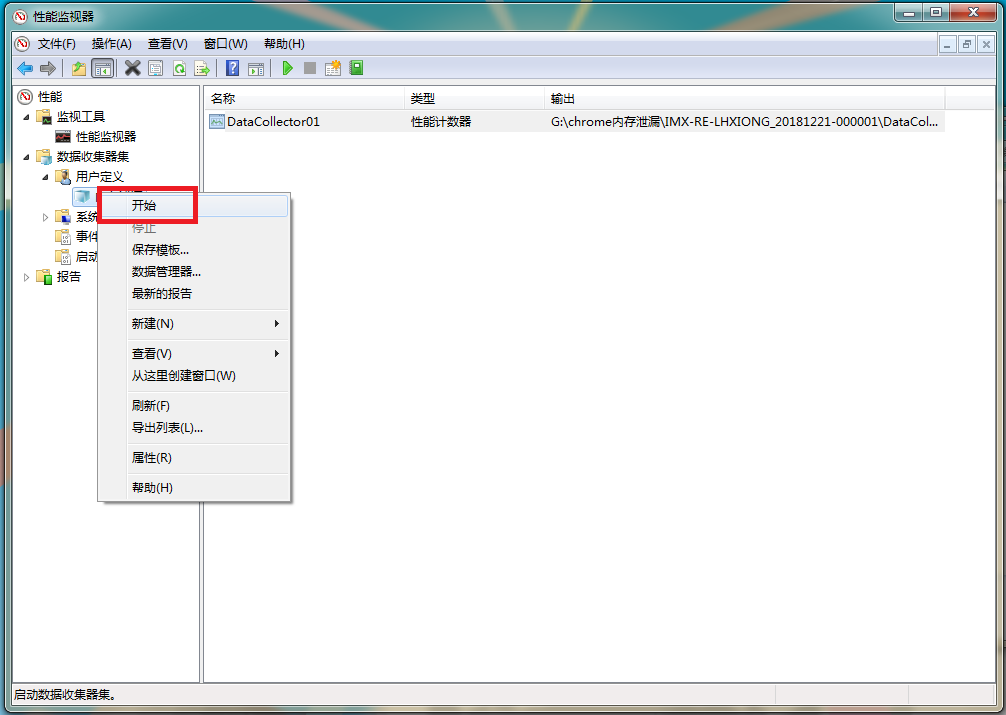 性能监视器
文件(F) 操作(A) 查看(V) 窗口(W) 帮助(H)
性能
监视工具
性能监视器
数据收集器集
用户定义
系统
事件
启动
报告
名称 类型 输出
DataCollector01 性能计数器 G:\chrome内存泄漏\IMX-RE-LHXIONG_20181221-000001\DataCol...
开始
停止
保存模板...
数据管理器...
最新的报告
新建(N)
查看(V)
从这里创建窗口(W)
刷新(F)
导出列表(L)...
属性(R)
帮助(H)
启动数据收集器集。